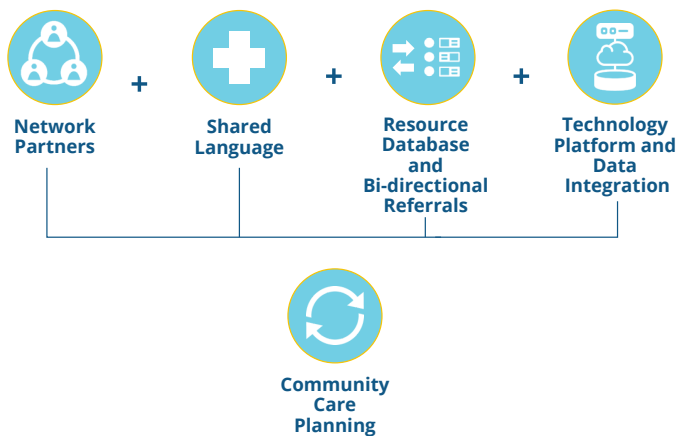 +
+
+
Network
Partners
Shared
Language
Resource
Database
and
Bi-directional
Referrals
Technology
Platform and
Data
Integration
Community
Care
Planning